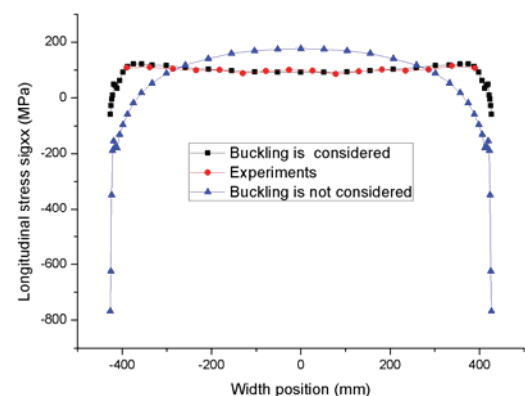 Longitudinal stress sigxx (MPa)
200
0
-200
-400
-600
-800
Buckling is considered
Experiments
Buckling is not considered
-400
-200
0
200
400
Width position (mm)